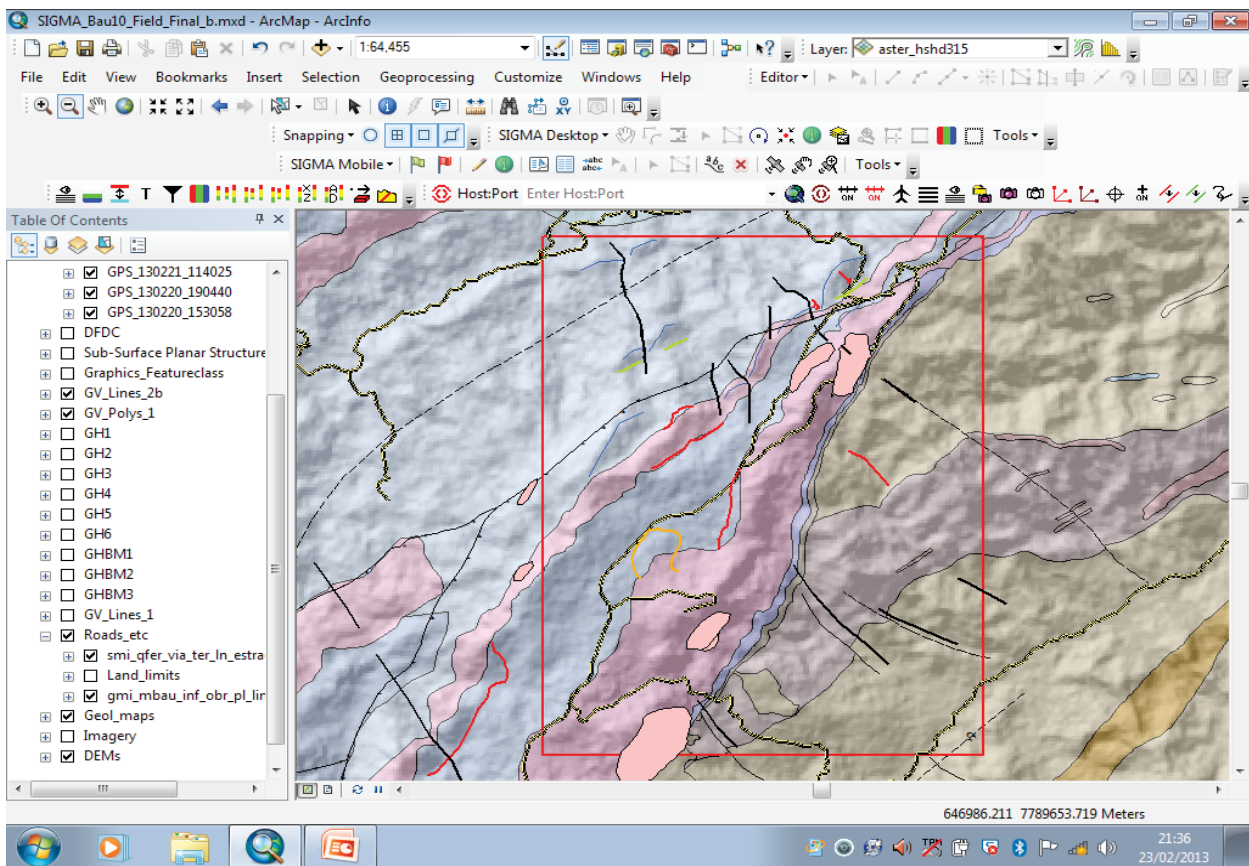 SIGMA_Bau10_Field_Final_b.mxd - ArcMap - ArcInfo
1:64,455 Layer: aster_hshd315
File Edit View Bookmarks Insert Selection Geoprocessing Customize Windows Help Editor
Snapping SIGMA Desktop Tools
SIGMA Mobile Tools
T Host:Port Enter Host:Port
Table Of Contents
GPS_130221_114025
GPS_130220_190440
GPS_130220_153058
DFDC
Sub-Surface Planar Structure
Graphics_Featureclass
GV_Lines_2b
GV_Polys_1
GH1
GH2
GH3
GH4
GH5
GH6
GHBM1
GHBM2
GHBM3
GV_Lines_1
Roads_etc
smi_qfer_via_ter_ln_estra
Land_limits
gmi_mbau_inf_obr_pl_lin
Geol_maps
Imagery
DEMs
646986.211 7789653.719 Meters
21:36
23/02/2013